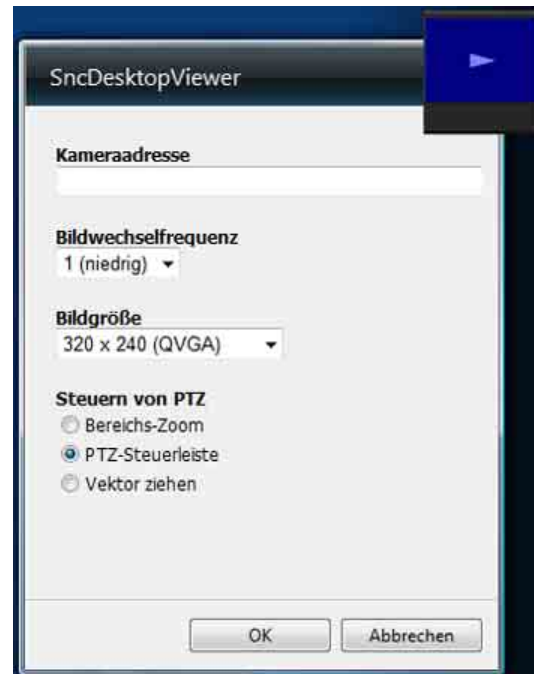 SncDesktopViewer
Kameraadresse
Bildwechselfrequenz
1 (niedrig)
Bildgröße
320 x 240 (QVGA)
Steuern von PTZ
Bereichs-Zoom
PTZ-Steuerleiste
Vektor ziehen
OK Abbrechen